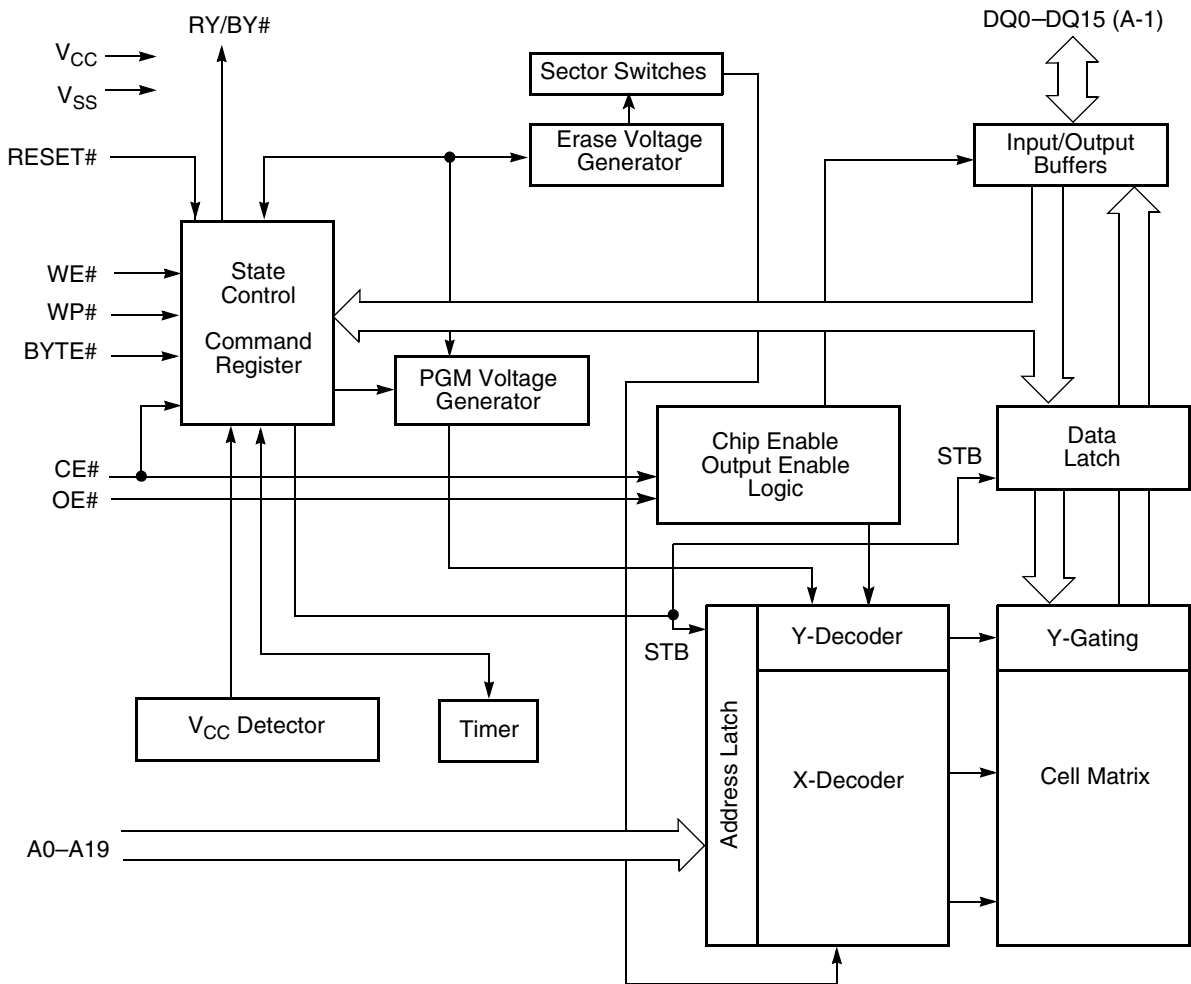 RY/BY#
DQ0–DQ15 (A-1)
VCC
VSS
Sector Switches
Erase Voltage
Generator
Input/Output
Buffers
RESET#
WE#
WP#
BYTE#
State
Control
Command
Register
PGM Voltage
Generator
Chip Enable
Output Enable
Logic
STB
Data
Latch
CE#
OE#
STB
Y-Decoder
Y-Gating
VCC Detector
Timer
Address Latch
X-Decoder
Cell Matrix
A0–A19